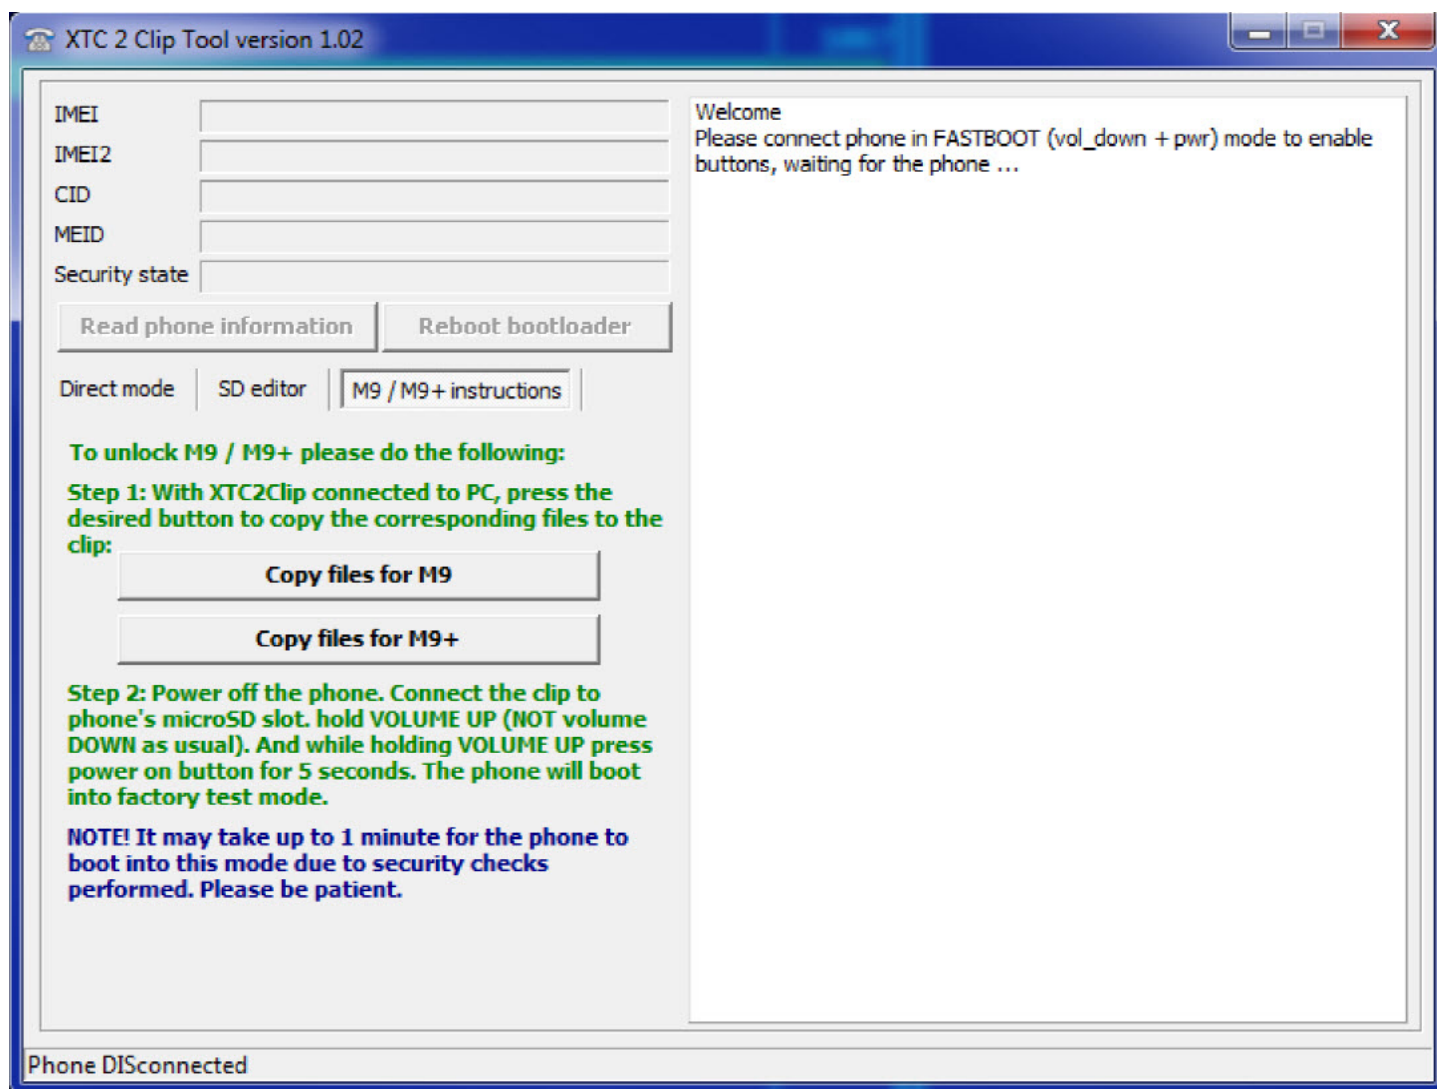 XTC 2 Clip Tool version 1.02
IMEI
IMEI2
CID
MEID
Security state
Read phone information
Reboot bootloader
Direct mode
SD editor
M9 / M9+ instructions
To unlock M9 / M9+ please do the following:
Step 1: With XTC2Clip connected to PC, press the
desired button to copy the corresponding files to the
clip:
Copy files for M9
Copy files for M9+
Step 2: Power off the phone. Connect the clip to
phone's microSD slot. hold VOLUME UP (NOT volume
DOWN as usual). And while holding VOLUME UP press
power on button for 5 seconds. The phone will boot
into factory test mode.
NOTE! It may take up to 1 minute for the phone to
boot into this mode due to security checks
performed. Please be patient.
Welcome
Please connect phone in FASTBOOT (vol_down + pwr) mode to enable
buttons, waiting for the phone ...
Phone DISconnected